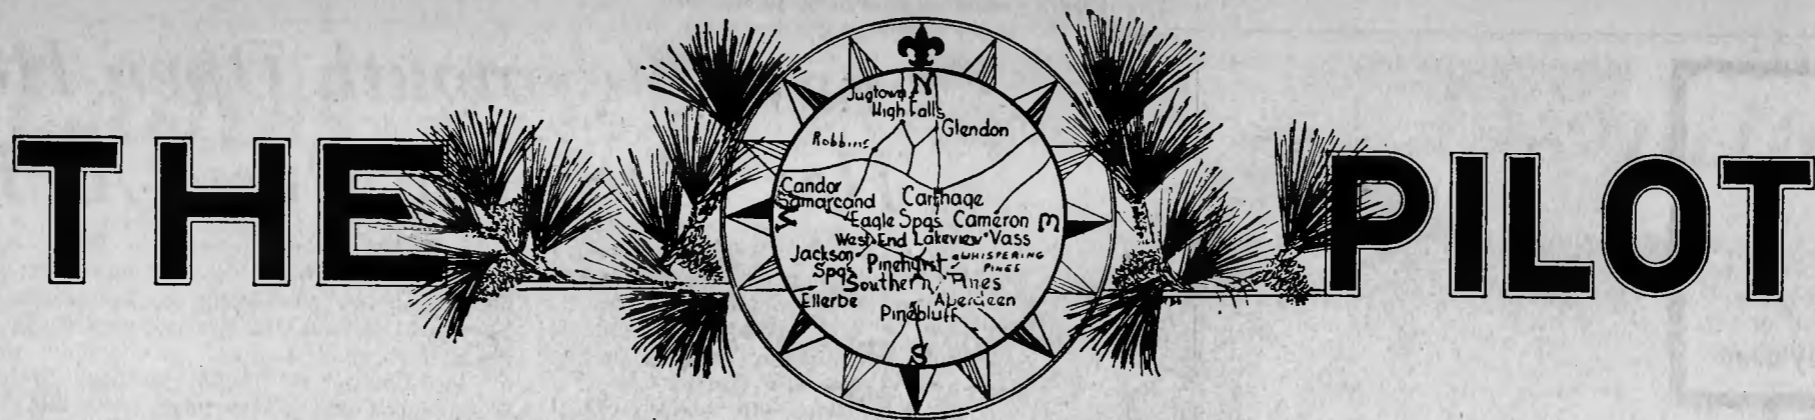 THE PILOT
N
Jugtown
High Falls
Glendon
Robbins
Candor
Samarcand
Carthage
W
Eagle Spgs. Cameron E
West End Lakeview Vass
Jackson Spgs
Pinehurst
WHISPERING PINES
Southern Pines
Ellerbe
Aberdeen
Pinebluff
S